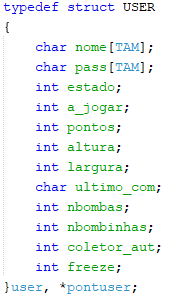 typedef struct USER
{
char nome[TAM];
char pass[TAM];
int estado;
int a_jogar;
int pontos;
int altura;
int largura;
char ultimo_com;
int nbombas;
int nbombinhas;
int coletor_aut;
int freeze;
}user, *pontuser;